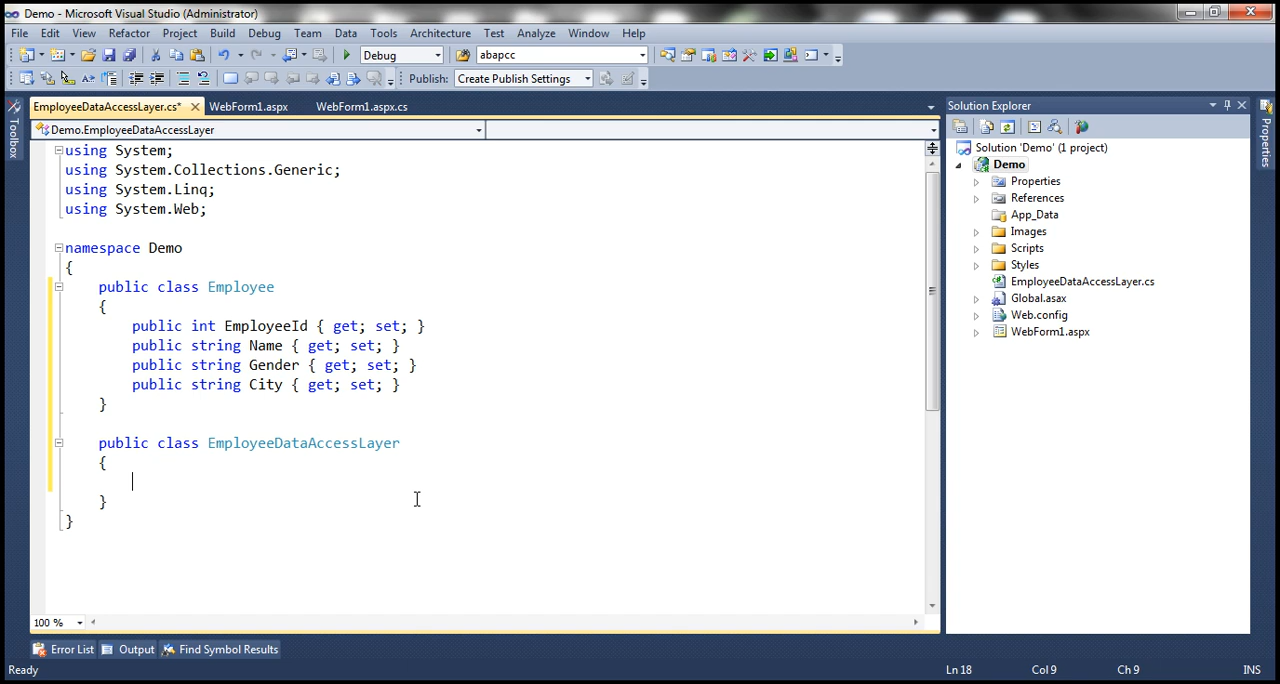 Demo - Microsoft Visual Studio (Administrator)
File Edit View Refactor Project Build Debug Team Data Tools Architecture Test Analyze Window Help
Debug abapcc
Publish: Create Publish Settings
EmployeeDataAccessLayer.cs* WebForm1.aspx WebForm1.aspx.cs
Demo.EmployeeDataAccessLayer
using System;
using System.Collections.Generic;
using System.Linq;
using System.Web;
namespace Demo
{
public class Employee
{
public int EmployeeId { get; set; }
public string Name { get; set; }
public string Gender { get; set; }
public string City { get; set; }
}
public class EmployeeDataAccessLayer
{
}
}
100 %
Toolbox
Solution Explorer
Solution 'Demo' (1 project)
Demo
Properties
References
App_Data
Images
Scripts
Styles
EmployeeDataAccessLayer.cs
Global.asax
Web.config
WebForm1.aspx
Properties
Error List Output Find Symbol Results
Ready Ln 18 Col 9 Ch 9 INS